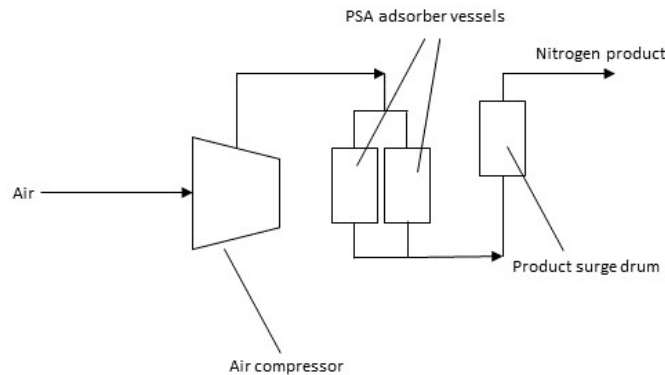 PSA adsorber vessels
Nitrogen product
Air
Product surge drum
Air compressor